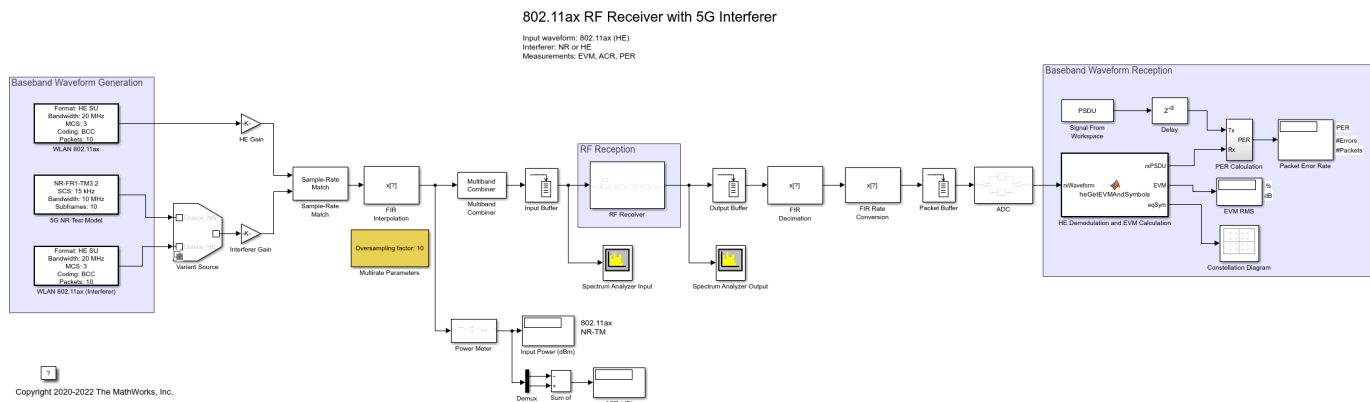 802.11ax RF Receiver with 5G Interferer
Input waveform: 802.11ax (HE)
Interferer: NR or HE
Measurements: EVM, ACR, PER
Baseband Waveform Generation
Format: HE SU
Bandwidth: 20 MHz
MCS: 3
Coding: BCC
Packets: 10
WLAN 802.11ax
NR-FR1-TM3.2
SCS: 15 kHz
Bandwidth: 10 MHz
Subframes: 10
5G NR Test Model
Format: HE SU
Bandwidth: 20 MHz
MCS: 3
Coding: BCC
Packets: 10
WLAN 802.11ax (Interferer)
Choice_NR
Choice_HE
Variant Source
-K-
HE Gain
-K-
Interferer Gain
Sample-Rate
Match
Sample-Rate
Match
x[?]
FIR
Interpolation
Oversampling factor: 10
Multirate Parameters
Multiband
Combiner
Multiband
Combiner
Input Buffer
RF Reception
RF Receiver
Spectrum Analyzer Input
Spectrum Analyzer Output
Output Buffer
x[?]
FIR
Decimation
x[?]
FIR Rate
Conversion
Packet Buffer
ADC
Baseband Waveform Reception
PSDU
Signal From
Workspace
Z-d
Delay
Tx
Rx
PER
PER Calculation
Packet Error Rate
PER
#Errors
#Packets
rxWaveform
heGetEVMAndSymbols
rxPSDU
EVM
eqSym
HE Demodulation and EVM Calculation
%
dB
EVM RMS
Constellation Diagram
Power Meter
802.11ax
NR-TM
Input Power (dBm)
Demux
−
+
Sum of
?
Copyright 2020-2022 The MathWorks, Inc.